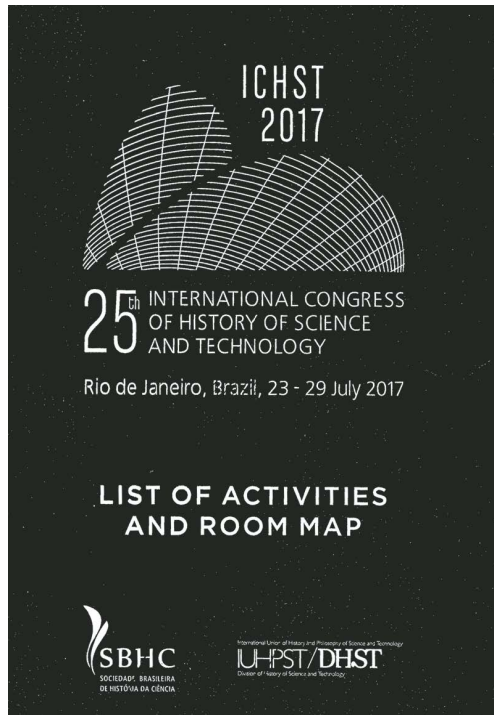 ICHST
2017
25th INTERNATIONAL CONGRESS
OF HISTORY OF SCIENCE
AND TECHNOLOGY
Rio de Janeiro, Brazil, 23 - 29 July 2017
LIST OF ACTIVITIES
AND ROOM MAP
SBHC
SOCIEDADE BRASILEIRA
DE HISTÓRIA DA CIÊNCIA
International Union of History and Philosophy of Science and Technology
IUHPST/DHST
Division of History of Science and Technology